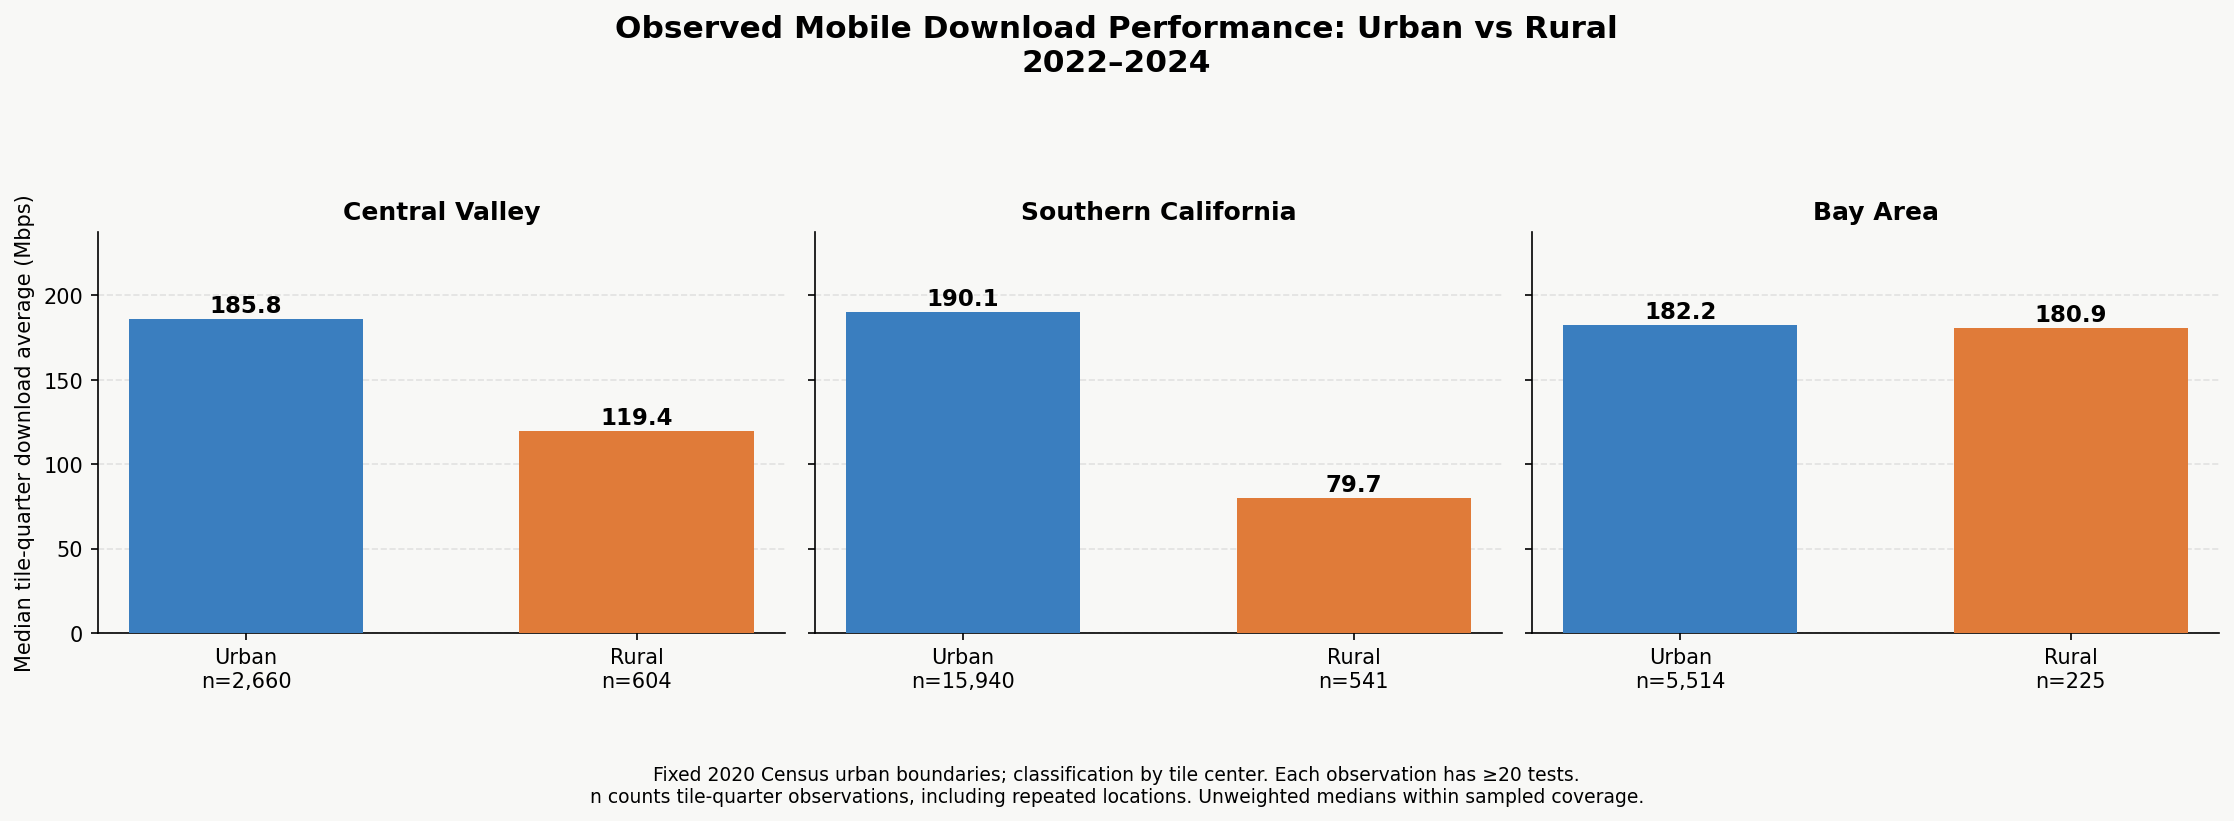 Observed Mobile Download Performance: Urban vs Rural
2022–2024
Median tile-quarter download average (Mbps)
Central Valley
200
150
100
50
0
185.8
119.4
Urban
n=2,660
Rural
n=604
Southern California
190.1
79.7
Urban
n=15,940
Rural
n=541
Bay Area
182.2
180.9
Urban
n=5,514
Rural
n=225
Fixed 2020 Census urban boundaries; classification by tile center. Each observation has ≥20 tests.
n counts tile-quarter observations, including repeated locations. Unweighted medians within sampled coverage.